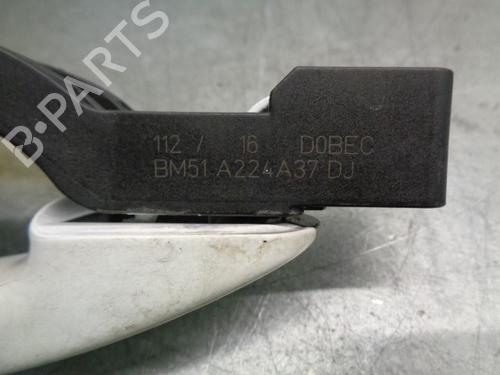 B-PARTS
112 / 16 D0BEC
BM51 A224A37 DJ